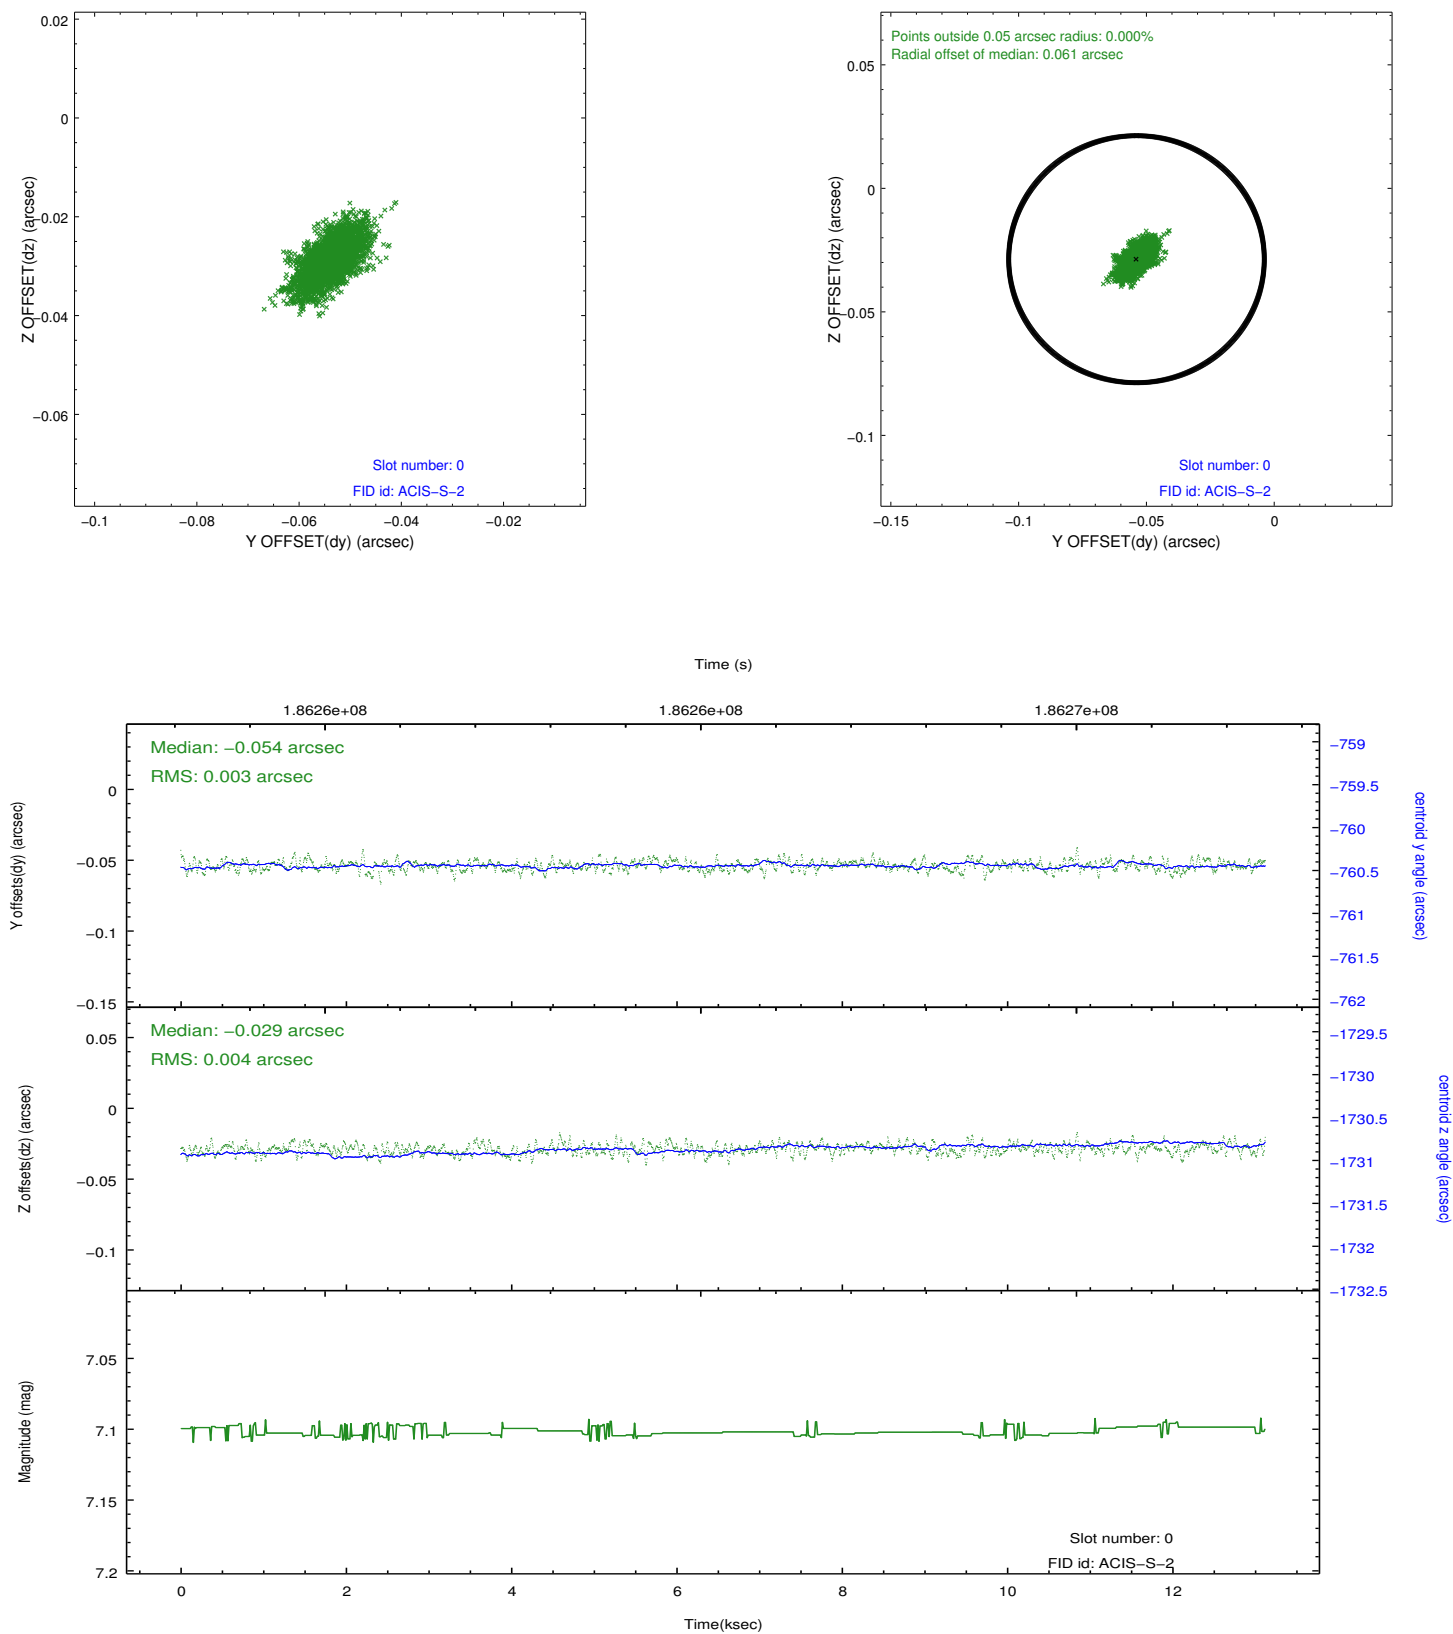 0.02
0
−0.02
−0.04
−0.06
Z OFFSET(dz) (arcsec)
Slot number: 0
FID id: ACIS−S−2
−0.1
−0.08
−0.06
−0.04
−0.02
Y OFFSET(dy) (arcsec)
Points outside 0.05 arcsec radius: 0.000%
Radial offset of median: 0.061 arcsec
0.05
0
−0.05
−0.1
Z OFFSET(dz) (arcsec)
Slot number: 0
FID id: ACIS−S−2
−0.15
−0.1
−0.05
0
Y OFFSET(dy) (arcsec)
Time (s)
1.8626e+08
1.8626e+08
1.8627e+08
Median: −0.054 arcsec
RMS: 0.003 arcsec
0
−0.05
−0.1
−0.15
Y offsets(dy) (arcsec)
−759
−759.5
−760
−760.5
−761
−761.5
−762
centroid y angle (arcsec)
Median: −0.029 arcsec
RMS: 0.004 arcsec
0.05
0
−0.05
−0.1
Z offsets(dz) (arcsec)
−1729.5
−1730
−1730.5
−1731
−1731.5
−1732
−1732.5
centroid z angle (arcsec)
7.05
7.1
7.15
7.2
Magnitude (mag)
Slot number: 0
FID id: ACIS−S−2
0
2
4
6
8
10
12
Time(ksec)